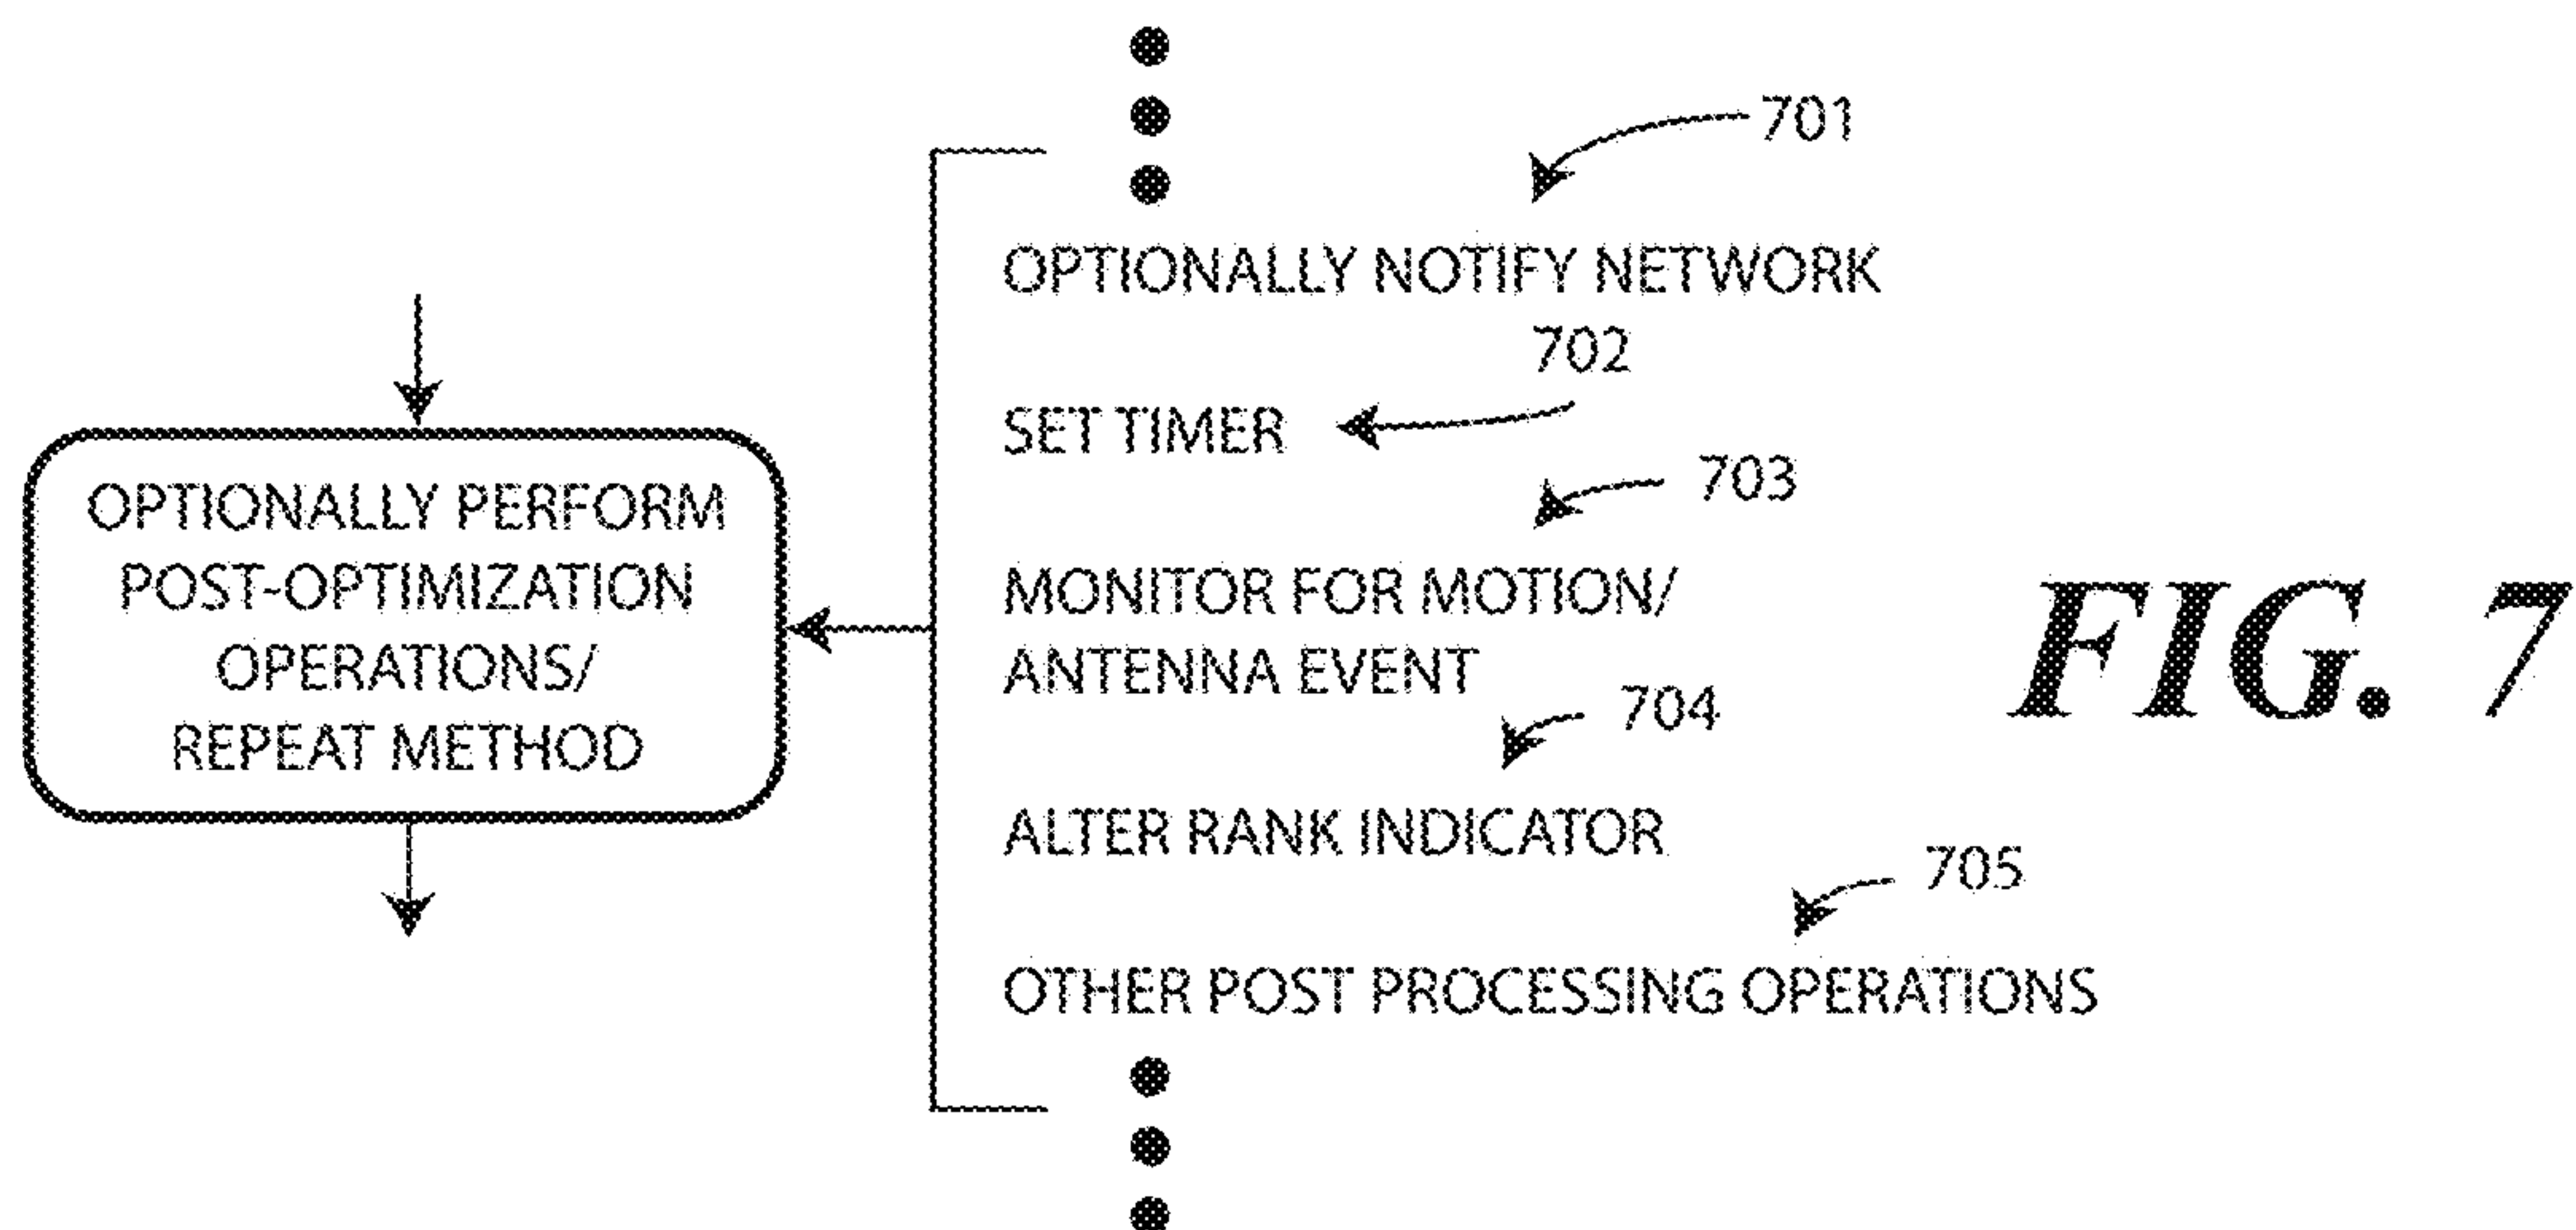 701
OPTIONALLY NOTIFY NETWORK
702
SET TIMER
703
MONITOR FOR MOTION/
ANTENNA EVENT
704
ALTER RANK INDICATOR
705
OTHER POST PROCESSING OPERATIONS
OPTIONALLY PERFORM
POST-OPTIMIZATION
OPERATIONS/
REPEAT METHOD
FIG. 7